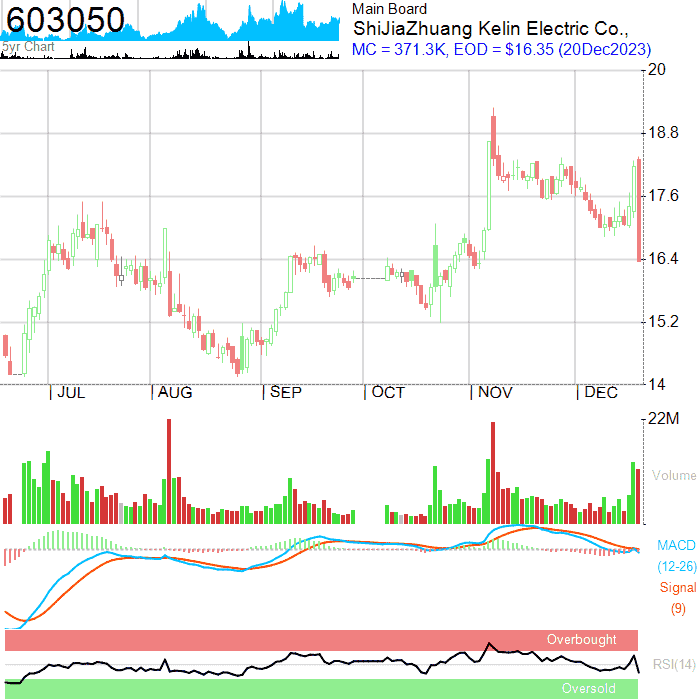 603050
5yr Chart
Main Board
ShiJiaZhuang Kelin Electric Co.,
MC = 371.3K, EOD = $16.35 (20Dec2023)
20
18.8
17.6
16.4
15.2
14
JUL AUG SEP OCT NOV DEC
22M
Volume
MACD
(12-26)
Signal
(9)
Overbought
RSI(14)
Oversold